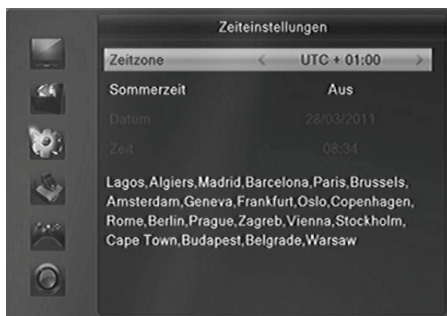 Zeiteinstellungen
Zeitzone < UTC + 01:00 >
Sommerzeit Aus
Datum 28/03/2011
Zeit 08:34
Lagos,Algiers,Madrid,Barcelona,Paris,Brussels,
Amsterdam,Geneva,Frankfurt,Oslo,Copenhagen,
Rome,Berlin,Prague,Zagreb,Vienna,Stockholm,
Cape Town,Budapest,Belgrade,Warsaw